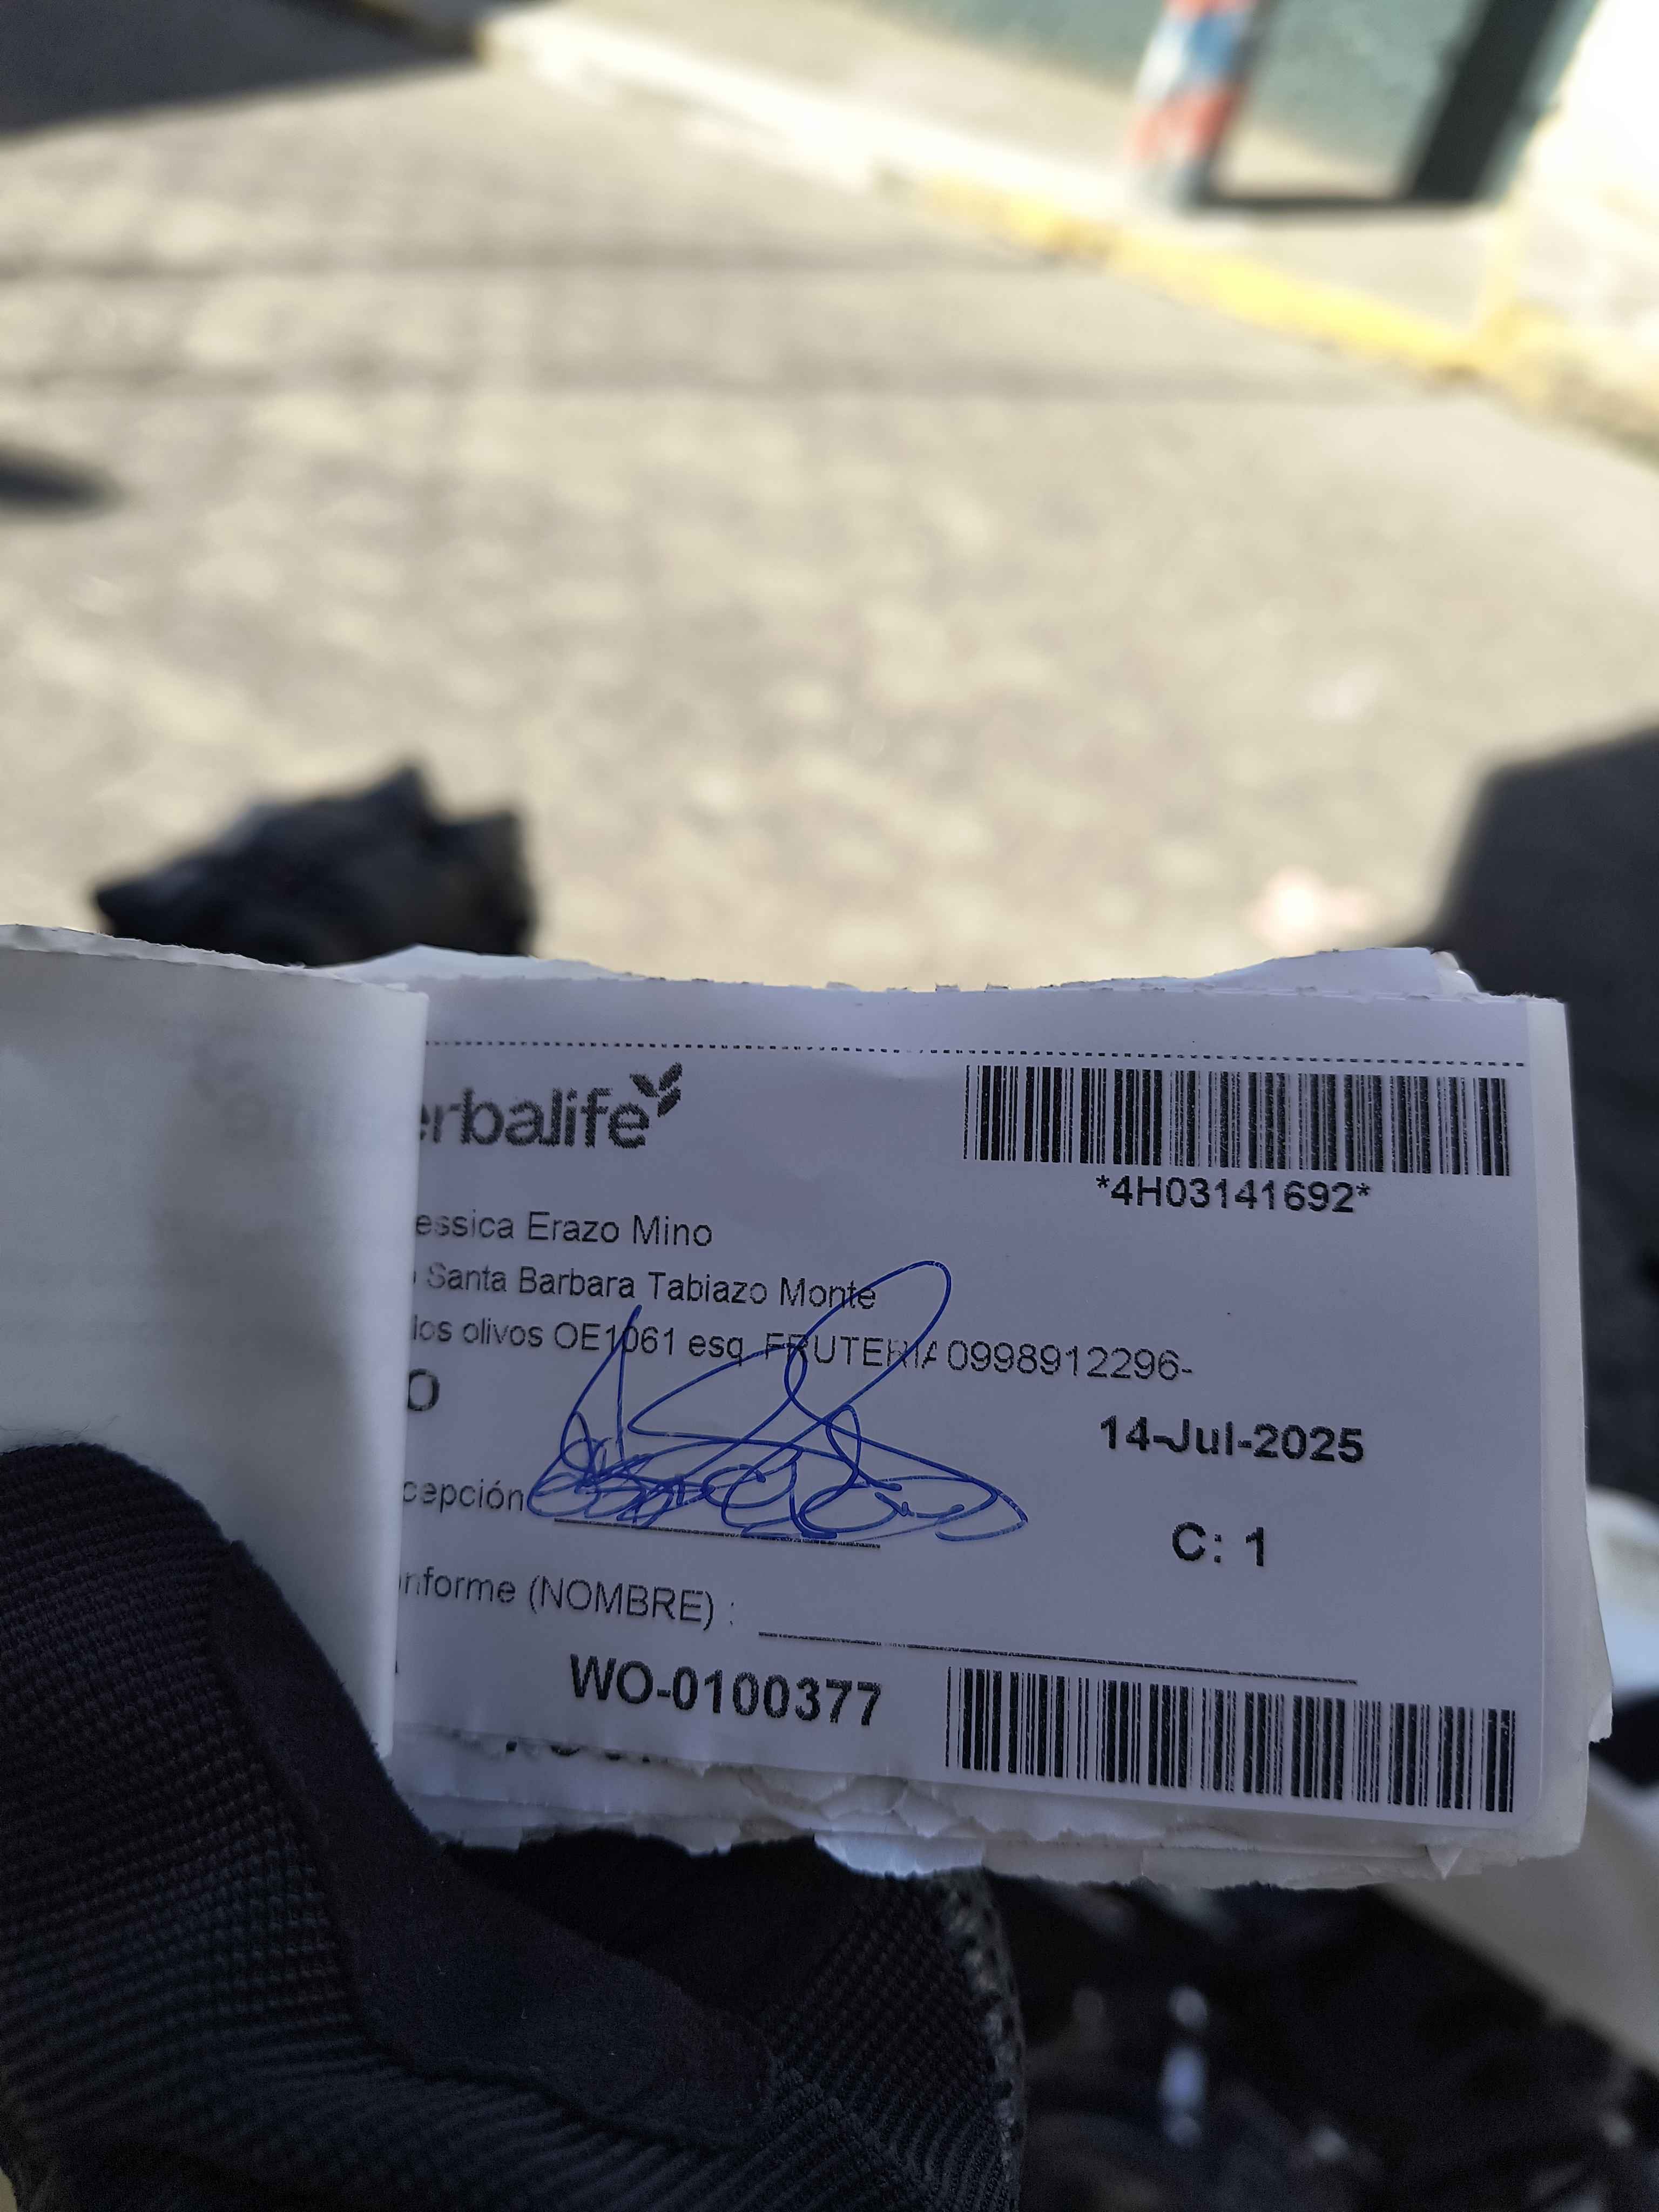 erbalife
*4H03141692*
essica Erazo Mino
Santa Barbara Tabiazo Monte
los olivos OE1061 esq FRUTERIA 0998912296-
O
14-Jul-2025
cepción
C: 1
nforme (NOMBRE) :
WO-0100377